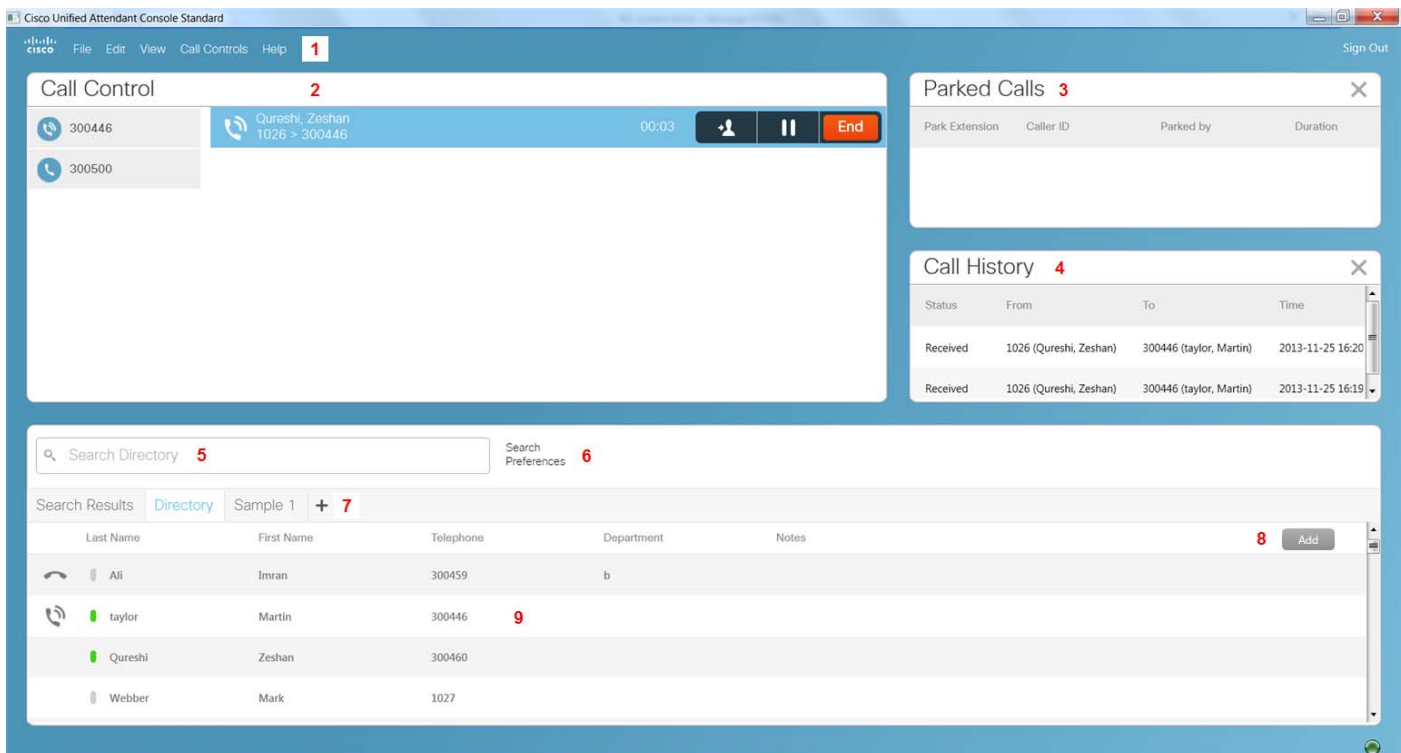 Cisco Unified Attendant Console Standard
cisco File Edit View Call Controls Help 1 Sign Out
Call Control 2
300446
300500
Qureshi, Zeshan
1026 > 300446
00:03 End
Parked Calls 3
Park Extension Caller ID Parked by Duration
Call History 4
Status From To Time
Received 1026 (Qureshi, Zeshan) 300446 (taylor, Martin) 2013-11-25 16:20
Received 1026 (Qureshi, Zeshan) 300446 (taylor, Martin) 2013-11-25 16:19
Search Directory 5
Search
Preferences 6
Search Results Directory Sample 1 + 7
Last Name First Name Telephone Department Notes 8 Add
Ali Imran 300459 b
taylor Martin 300446 9
Qureshi Zeshan 300460
Webber Mark 1027